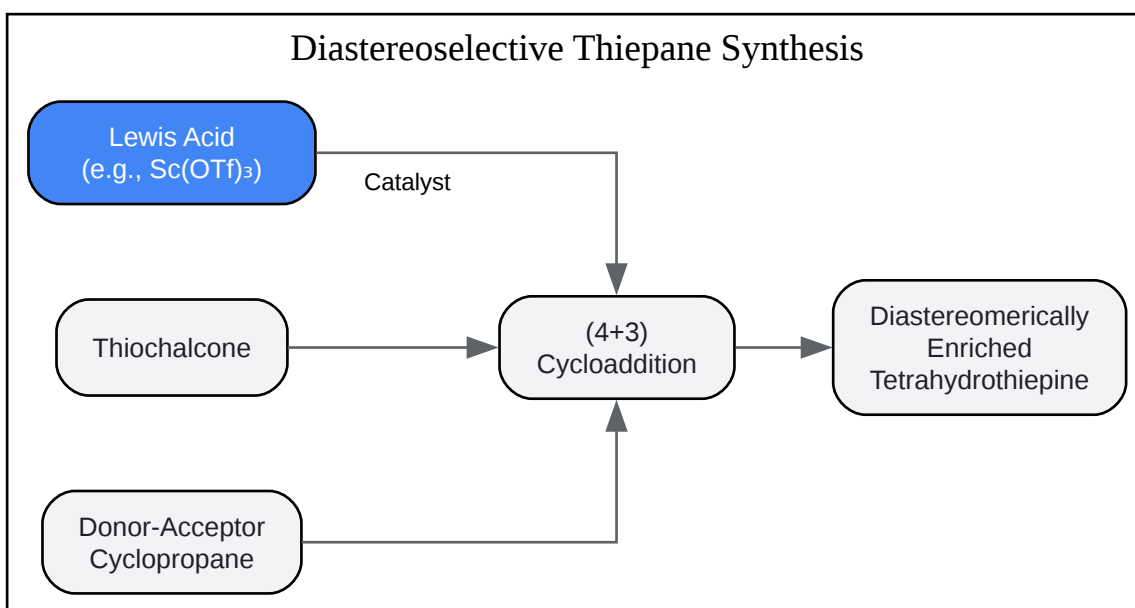 Diastereoselective Thiepane Synthesis
Lewis Acid
(e.g., Sc(OTf)₃)
Catalyst
Thiochalcone
(4+3)
Cycloaddition
Diastereomerically
Enriched
Tetrahydrothiepine
Donor-Acceptor
Cyclopropane